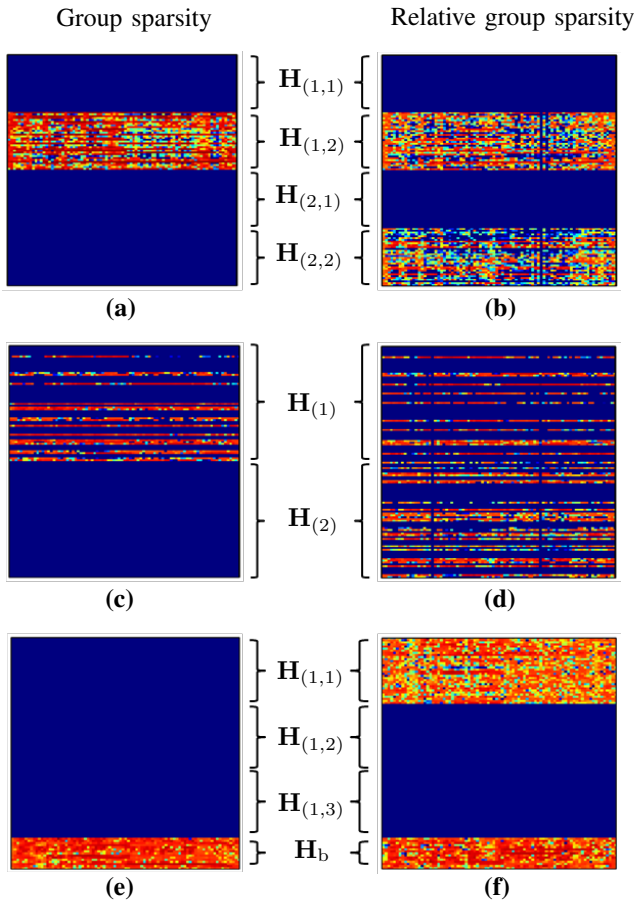 Group sparsity Relative group sparsity
H(1,1)
H(1,2)
H(2,1)
H(2,2)
(a) (b)
H(1)
H(2)
(c) (d)
H(1,1)
H(1,2)
H(1,3)
Hb
(e) (f)